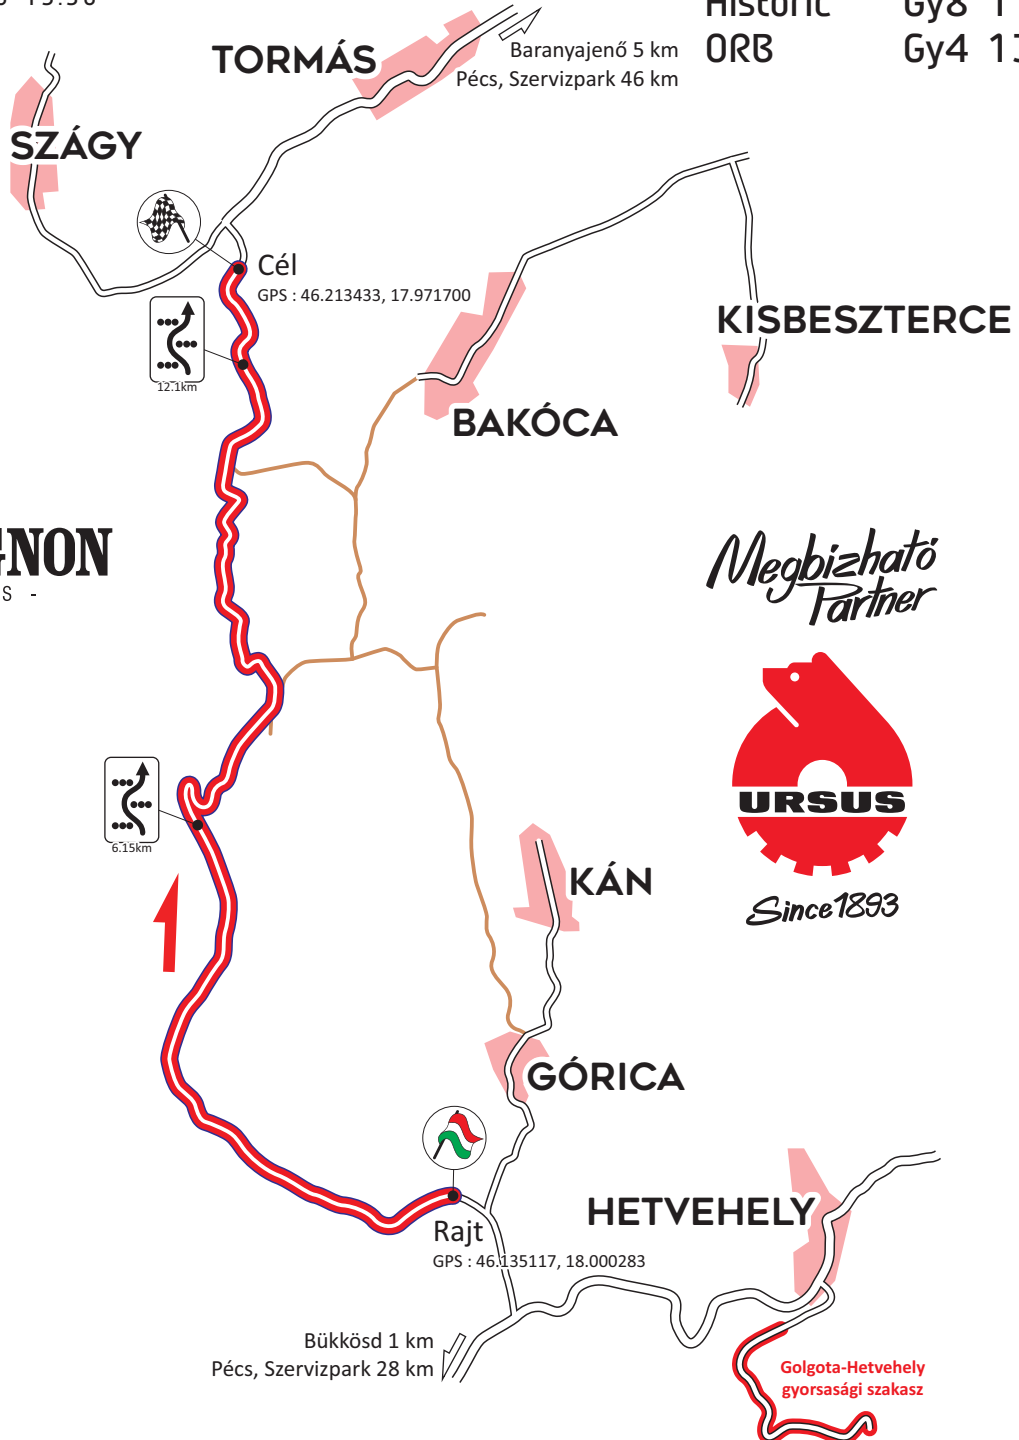 Historic Gy8
ORB Gy4
TORMÁS
Baranyajenő 5 km
Pécs, Szervizpark 46 km
SZÁGY
Cél
GPS : 46.213433, 17.971700
KISBESZTERCE
12.1km
BAKÓCA
Megbízható
Partner
URSUS
Since 1893
6.15km
KÁN
GÓRICA
HETVEHELY
Rajt
GPS : 46.135117, 18.000283
Bükkösd 1 km
Pécs, Szervizpark 28 km
Golgota-Hetvehely
gyorsasági szakasz